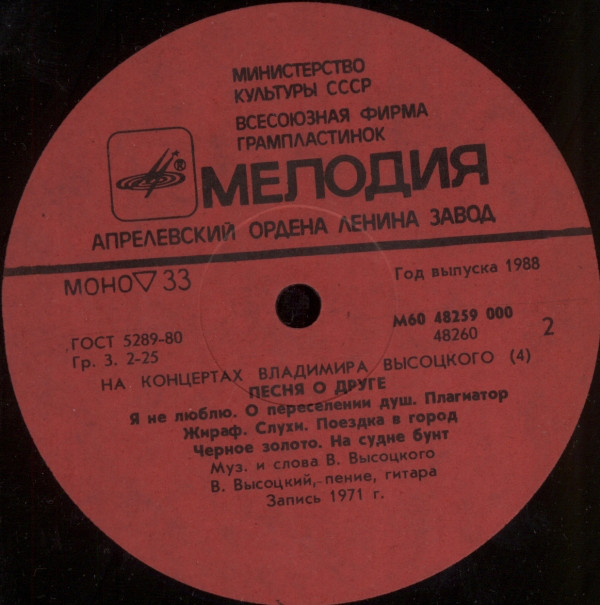 МИНИСТЕРСТВО
КУЛЬТУРЫ СССР
ВСЕСОЮЗНАЯ ФИРМА
ГРАМПЛАСТИНОК
® МЕЛОДИЯ
АПРЕЛЕВСКИЙ ОРДЕНА ЛЕНИНА ЗАВОД
МОНО ▽ 33
Год выпуска 1988
ГОСТ 5289-80
Гр. 3. 2-25
М60 48259 000
48260
2
НА КОНЦЕРТАХ ВЛАДИМИРА ВЫСОЦКОГО (4)
ПЕСНЯ О ДРУГЕ
Я не люблю. О переселении душ. Плагиатор
Жираф. Слухи. Поездка в город
Черное золото. На судне бунт
Муз. и слова В. Высоцкого
В. Высоцкий, пение, гитара
Запись 1971 г.